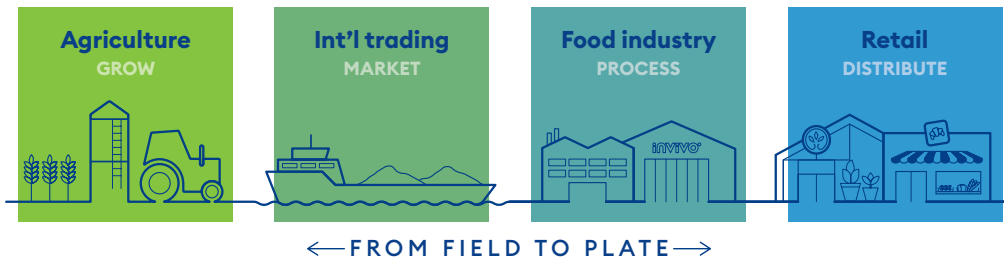 Agriculture
GROW
Int'l trading
MARKET
Food industry
PROCESS
invivo
Retail
DISTRIBUTE
FROM FIELD TO PLATE